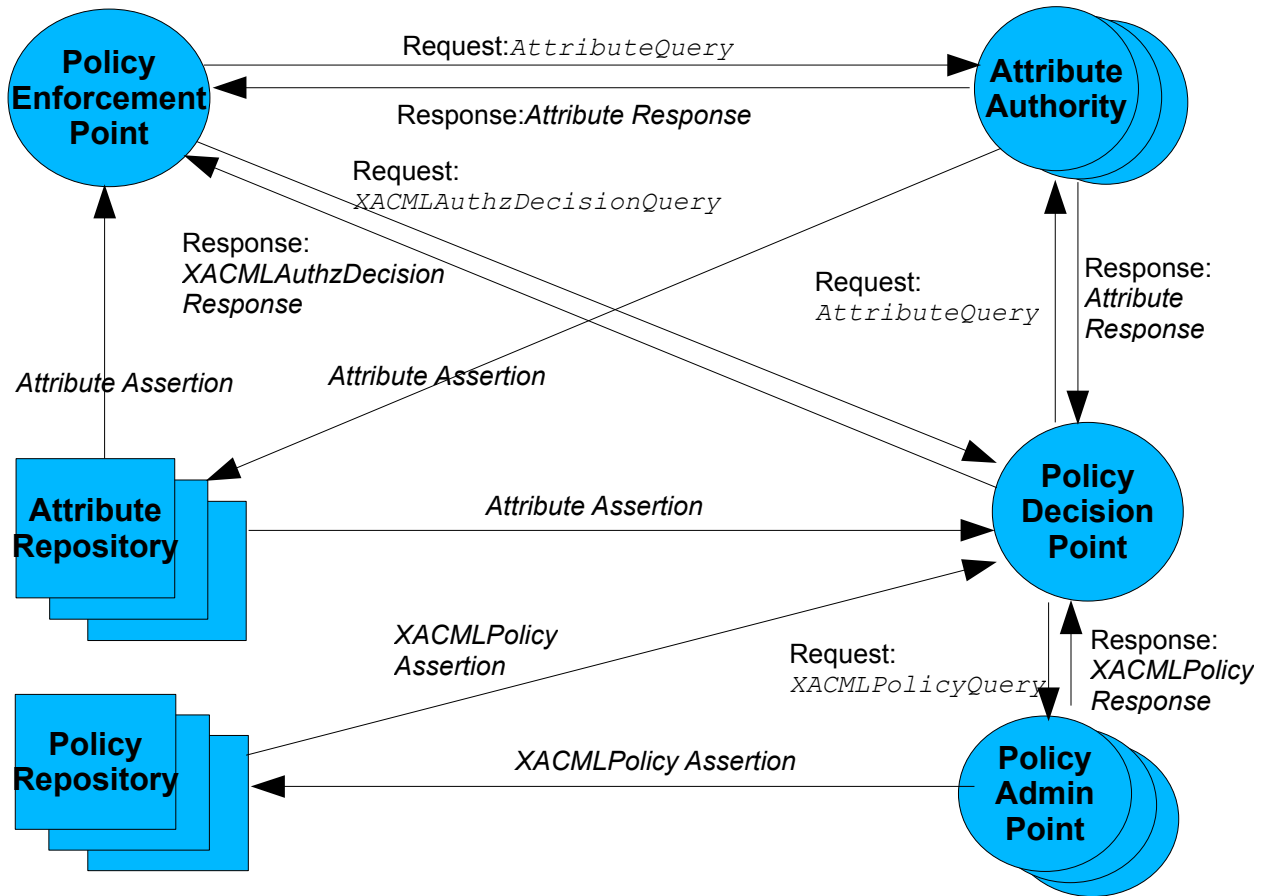 Policy
Enforcement
Point
Request:AttributeQuery
Response:Attribute Response
Attribute
Authority
Request:
XACMLAuthzDecisionQuery
Response:
XACMLAuthzDecision
Response
Request:
AttributeQuery
Response:
Attribute
Response
Attribute Assertion
Attribute Assertion
Attribute
Repository
Attribute Assertion
Policy
Decision
Point
XACMLPolicy
Assertion
Request:
XACMLPolicyQuery
Response:
XACMLPolicy
Response
Policy
Repository
XACMLPolicy Assertion
Policy
Admin
Point